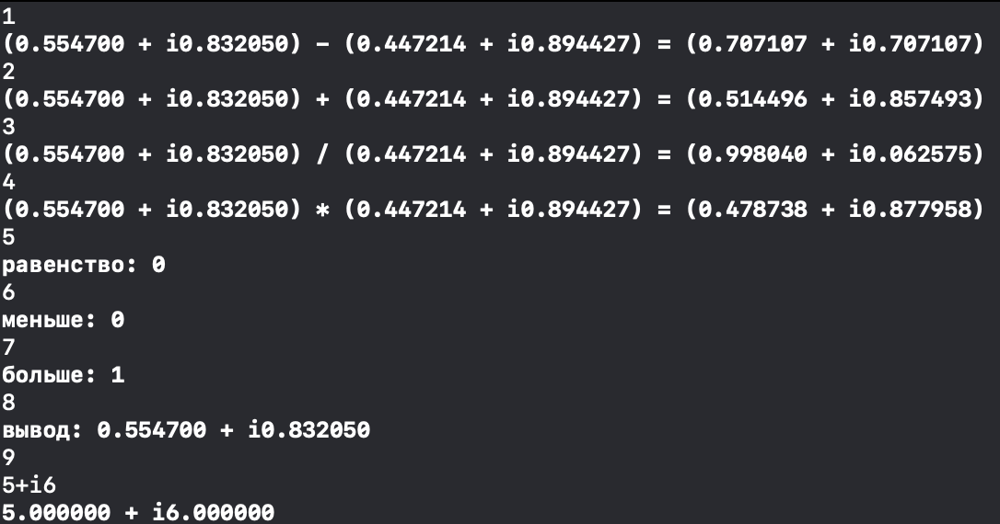 1
(0.554700 + i0.832050) - (0.447214 + i0.894427) = (0.707107 + i0.707107)
2
(0.554700 + i0.832050) + (0.447214 + i0.894427) = (0.514496 + i0.857493)
3
(0.554700 + i0.832050) / (0.447214 + i0.894427) = (0.998040 + i0.062575)
4
(0.554700 + i0.832050) * (0.447214 + i0.894427) = (0.478738 + i0.877958)
5
равенство: 0
6
меньше: 0
7
больше: 1
8
вывод: 0.554700 + i0.832050
9
5+i6
5.000000 + i6.000000